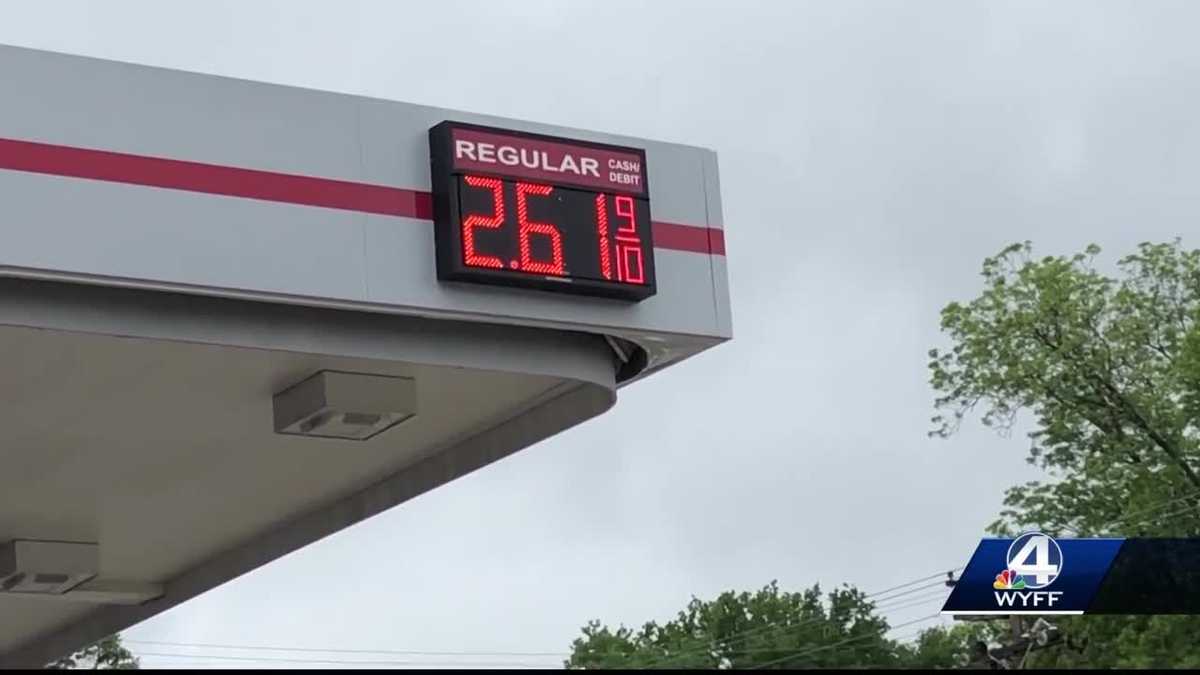 REGULAR CASH/
DEBIT
2.61 9/10
4
WYFF